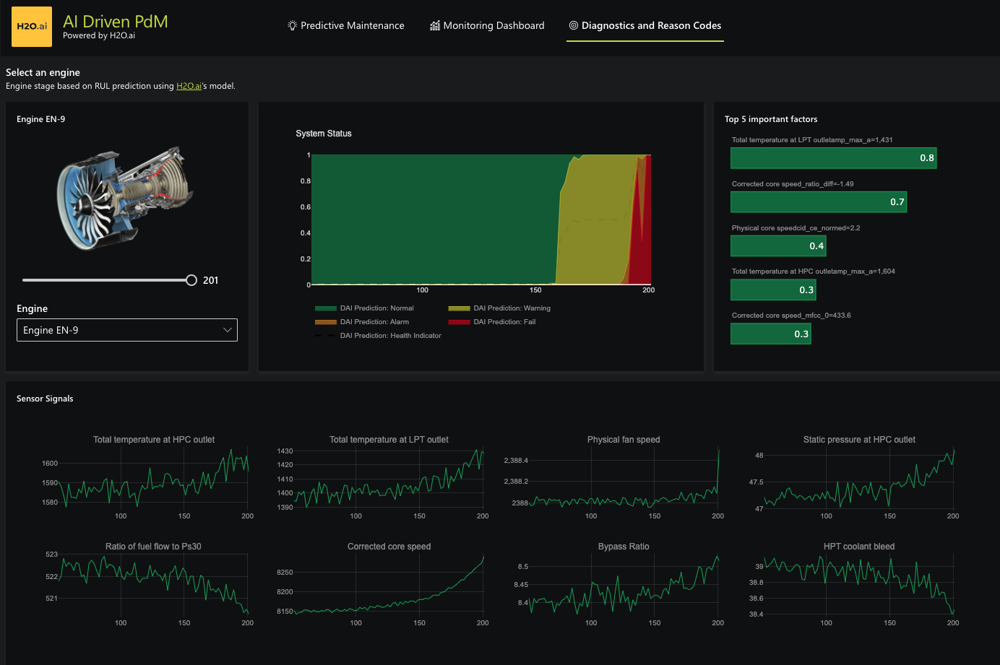 H2O.ai
AI Driven PdM
Powered by H2O.ai
Predictive Maintenance
Monitoring Dashboard
Diagnostics and Reason Codes
Select an engine
Engine stage based on RUL prediction using H2O.ai's model.
Engine EN-9
201
Engine
Engine EN-9
System Status
1
0.8
0.6
0.4
0.2
0
100
150
200
DAI Prediction: Normal
DAI Prediction: Warning
DAI Prediction: Alarm
DAI Prediction: Fail
DAI Prediction: Health Indicator
Top 5 important factors
Total temperature at LPT outletamp_max_a=1,431
0.8
Corrected core speed_ratio_diff=-1.49
0.7
Physical core speedcid_ce_normed=2.2
0.4
Total temperature at HPC outletamp_max_a=1,604
0.3
Corrected core speed_mfcc_0=433.6
0.3
Sensor Signals
Total temperature at HPC outlet
1600
1590
1580
100
150
200
Total temperature at LPT outlet
1430
1420
1410
1400
1390
100
150
200
Physical fan speed
2,388.4
2,388.2
2388
100
150
200
Static pressure at HPC outlet
48
47.5
47
100
150
200
Ratio of fuel flow to Ps30
523
522
521
100
150
200
Corrected core speed
8250
8200
8150
100
150
200
Bypass Ratio
8.5
8.45
8.4
100
150
200
HPT coolant bleed
39
38.8
38.6
38.4
100
150
200